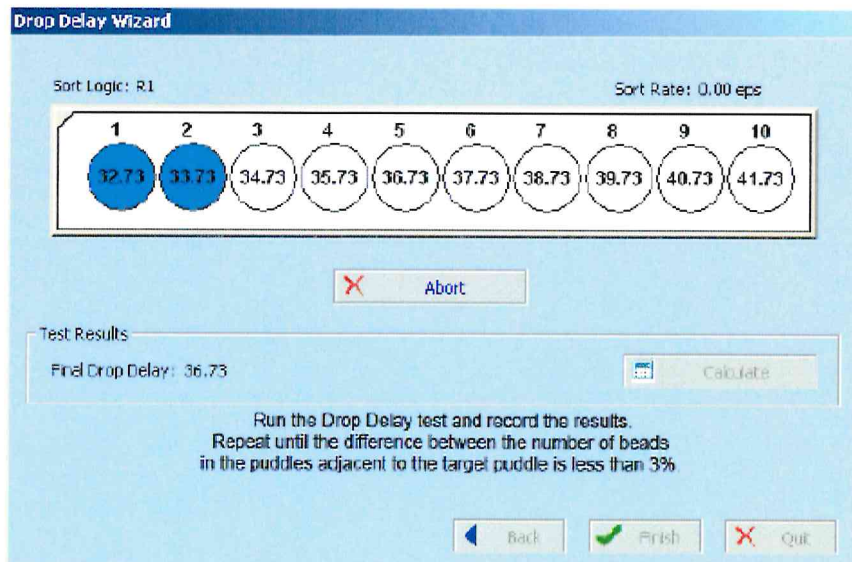 Drop Delay Wizard
Sort Logic: R1
Sort Rate: 0.00 eps
1 2 3 4 5 6 7 8 9 10
32.73 33.73 34.73 35.73 36.73 37.73 38.73 39.73 40.73 41.73
Abort
Test Results
Final Drop Delay: 36.73
Calculate
Run the Drop Delay test and record the results.
Repeat until the difference between the number of beads
in the puddles adjacent to the target puddle is less than 3%
Back Finish Quit